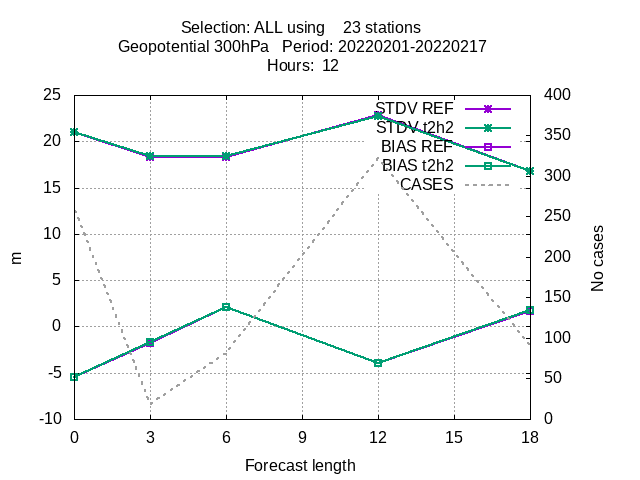 Selection: ALL using    23 stations
Geopotential 300hPa   Period: 20220201-20220217
Hours:  12
25
20
15
10
5
0
-5
-10
400
350
300
250
200
150
100
50
0
STDV REF
STDV t2h2
BIAS REF
BIAS t2h2
CASES
m
No cases
0 3 6 9 12 15 18
Forecast length